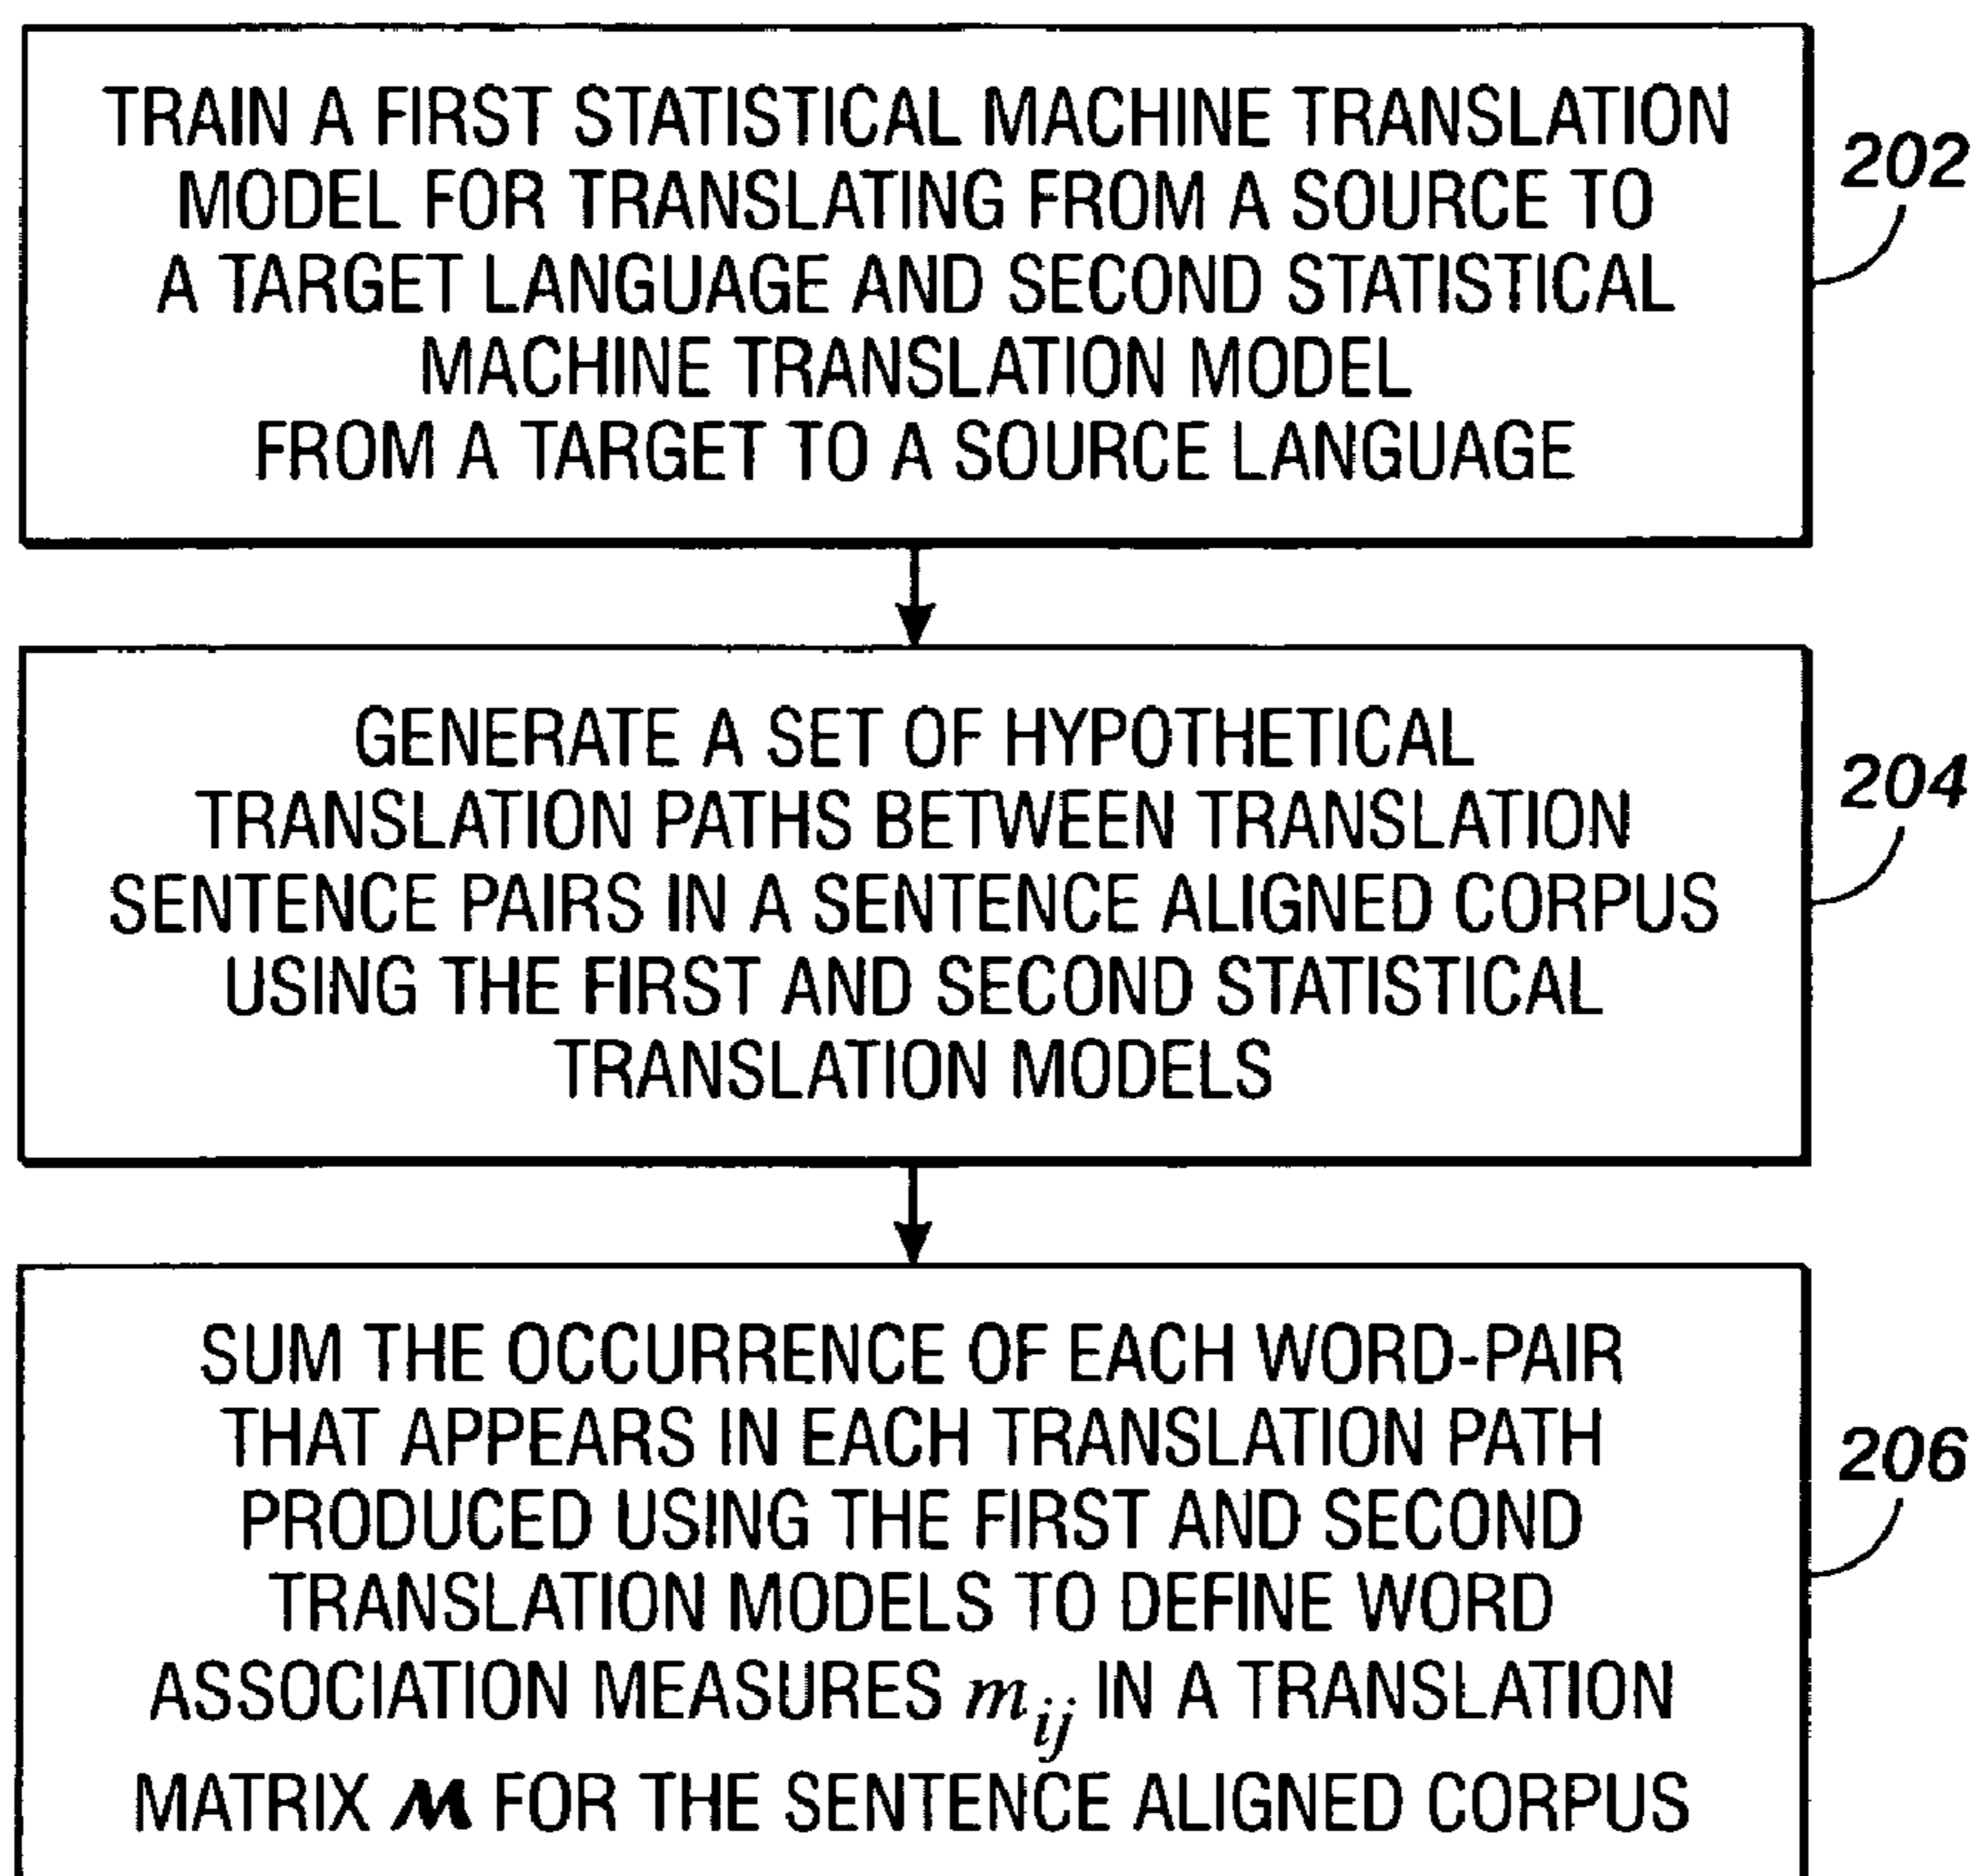 TRAIN A FIRST STATISTICAL MACHINE TRANSLATION
MODEL FOR TRANSLATING FROM A SOURCE TO
A TARGET LANGUAGE AND SECOND STATISTICAL
MACHINE TRANSLATION MODEL
FROM A TARGET TO A SOURCE LANGUAGE
202
GENERATE A SET OF HYPOTHETICAL
TRANSLATION PATHS BETWEEN TRANSLATION
SENTENCE PAIRS IN A SENTENCE ALIGNED CORPUS
USING THE FIRST AND SECOND STATISTICAL
TRANSLATION MODELS
204
SUM THE OCCURRENCE OF EACH WORD-PAIR
THAT APPEARS IN EACH TRANSLATION PATH
PRODUCED USING THE FIRST AND SECOND
TRANSLATION MODELS TO DEFINE WORD
ASSOCIATION MEASURES m_ij IN A TRANSLATION
MATRIX M FOR THE SENTENCE ALIGNED CORPUS
206